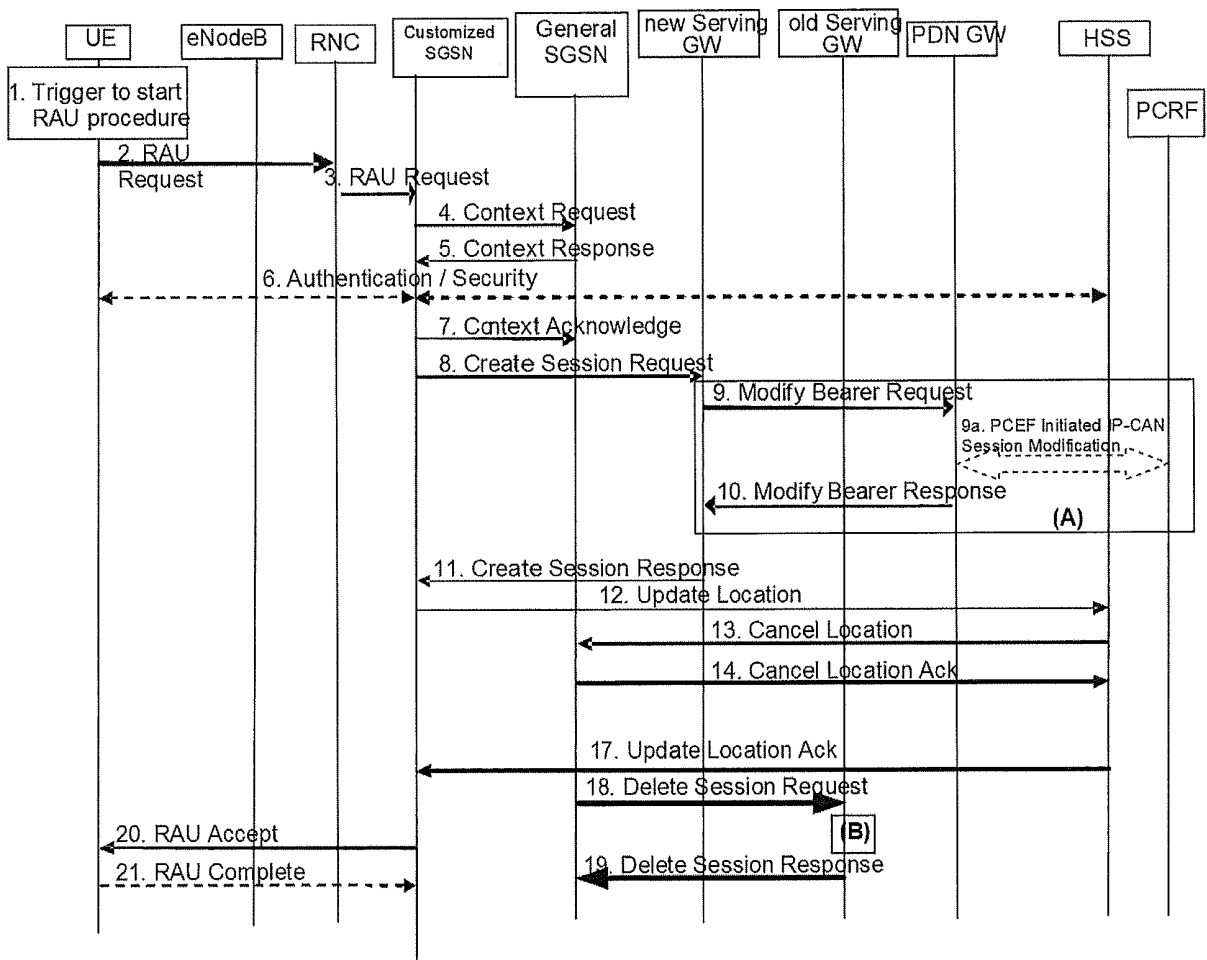 UE
eNodeB
RNC
Customized
SGSN
General
SGSN
new Serving
GW
old Serving
GW
PDN GW
HSS
PCRF
1. Trigger to start
RAU procedure
2. RAU
Request
3. RAU Request
4. Context Request
5. Context Response
6. Authentication / Security
7. Context Acknowledge
8. Create Session Request
9. Modify Bearer Request
9a. PCEF Initiated IP-CAN
Session Modification
10. Modify Bearer Response
(A)
11. Create Session Response
12. Update Location
13. Cancel Location
14. Cancel Location Ack
17. Update Location Ack
18. Delete Session Request
(B)
20. RAU Accept
19. Delete Session Response
21. RAU Complete